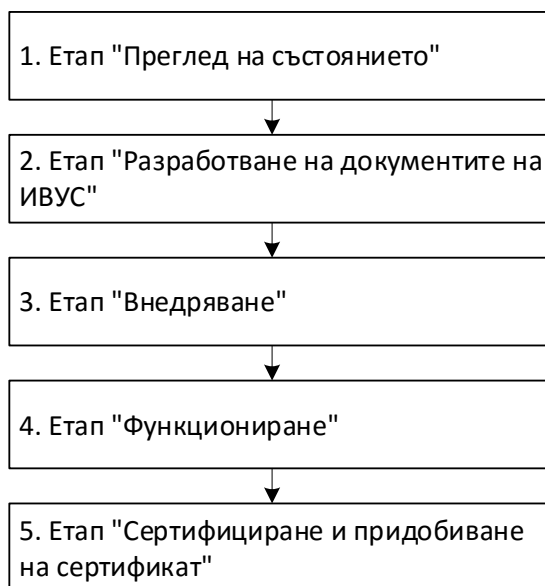 1. Етап "Преглед на състоянието"
2. Етап "Разработване на документите на
ИВУС"
3. Етап "Внедряване"
4. Етап "Функциониране"
5. Етап "Сертифициране и придобиване
на сертификат"